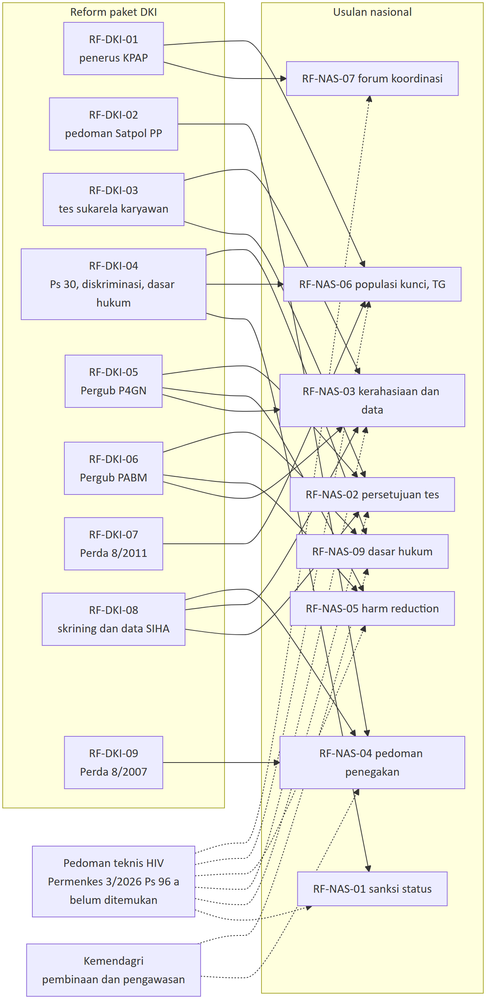 Reform paket DKI
RF-DKI-01
penerus KPAP
RF-DKI-02
pedoman Satpol PP
RF-DKI-03
tes sukarela karyawan
RF-DKI-04
Ps 30, diskriminasi, dasar
hukum
RF-DKI-05
Pergub P4GN
RF-DKI-06
Pergub PABM
RF-DKI-07
Perda 8/2011
RF-DKI-08
skrining dan data SIHA
RF-DKI-09
Perda 8/2007
Pedoman teknis HIV
Permenkes 3/2026 Ps 96 a
belum ditemukan
Kemendagri
pembinaan dan pengawasan
Usulan nasional
RF-NAS-07 forum koordinasi
RF-NAS-06 populasi kunci, TG
RF-NAS-03 kerahasiaan dan
data
RF-NAS-02 persetujuan tes
RF-NAS-09 dasar hukum
RF-NAS-05 harm reduction
RF-NAS-04 pedoman
penegakan
RF-NAS-01 sanksi status